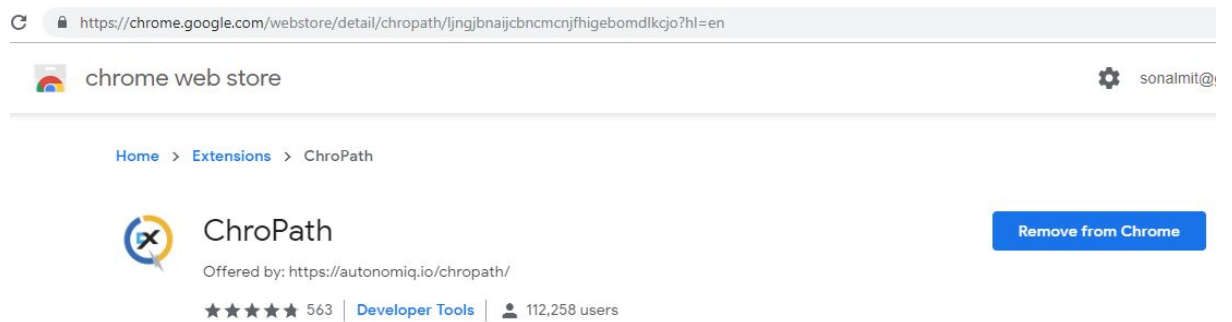 https://chrome.google.com/webstore/detail/chropath/ljngjbnaijcbncmcnjfhigebomdlkcjo?hl=en
chrome web store
sonalmit@
Home > Extensions > ChroPath
ChroPath
Remove from Chrome
Offered by: https://autonomiq.io/chropath/
563 | Developer Tools | 112,258 users